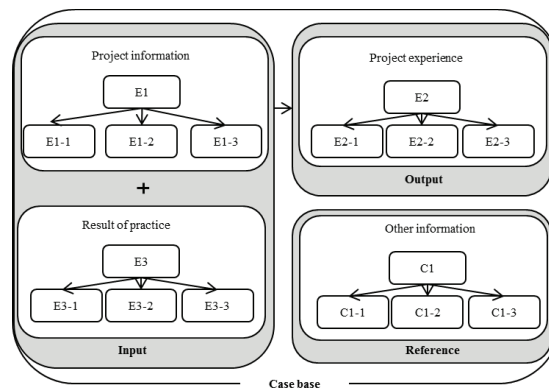 Project information
E1
E1-1 E1-2 E1-3
+
Result of practice
E3
E3-1 E3-2 E3-3
Input
Project experience
E2
E2-1 E2-2 E2-3
Output
Other information
C1
C1-1 C1-2 C1-3
Reference
Case base